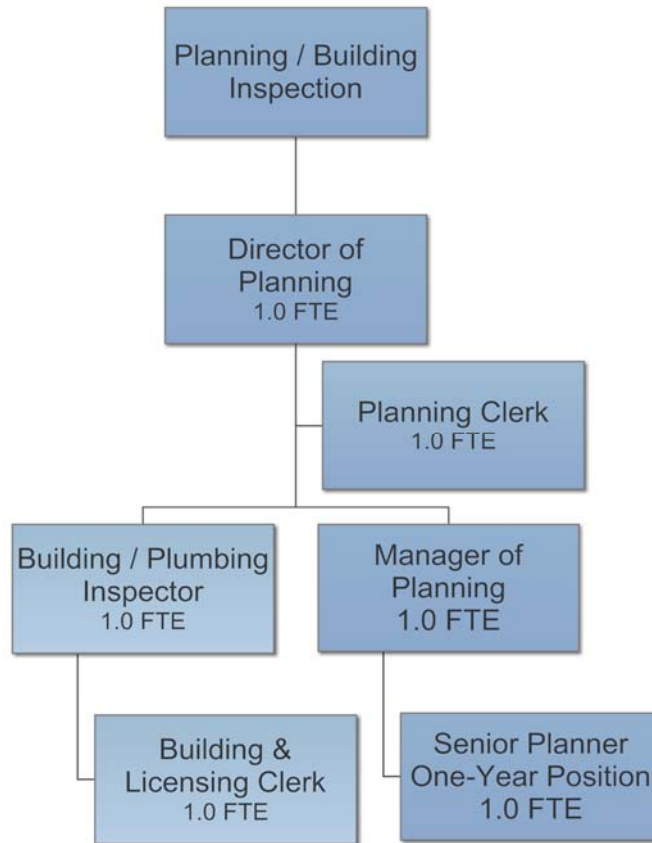 Planning / Building
Inspection
Director of
Planning
1.0 FTE
Planning Clerk
1.0 FTE
Building / Plumbing
Inspector
1.0 FTE
Manager of
Planning
1.0 FTE
Building &
Licensing Clerk
1.0 FTE
Senior Planner
One-Year Position
1.0 FTE